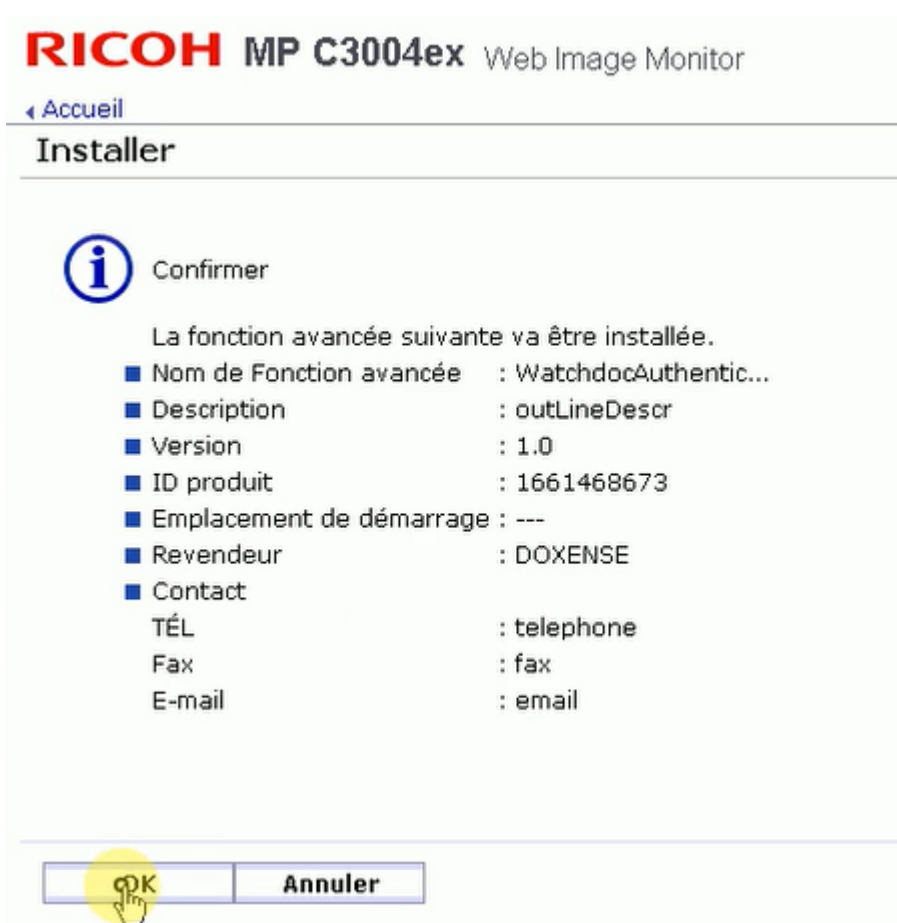 RICOH MP C3004ex Web Image Monitor
Accueil
Installer
Confirmer
La fonction avancée suivante va être installée.
Nom de Fonction avancée : WatchdocAuthentic...
Description : outLineDescr
Version : 1.0
ID produit : 1661468673
Emplacement de démarrage : ---
Revendeur : DOXENSE
Contact
TÉL : telephone
Fax : fax
E-mail : email
OK Annuler